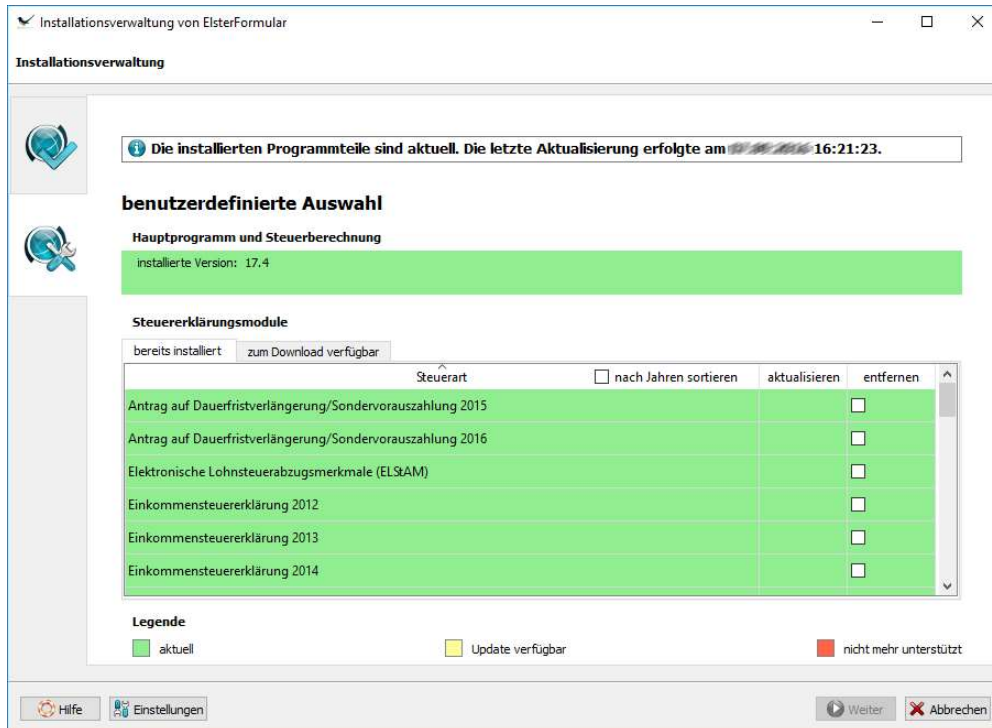 Installationsverwaltung von ElsterFormular
Installationsverwaltung
Die installierten Programmteile sind aktuell. Die letzte Aktualisierung erfolgte am 16:21:23.
benutzerdefinierte Auswahl
Hauptprogramm und Steuerberechnung
installierte Version: 17.4
Steuererklärungsmodule
bereits installiert zum Download verfügbar
Steuerart nach Jahren sortieren aktualisieren entfernen
Antrag auf Dauerfristverlängerung/Sondervorauszahlung 2015
Antrag auf Dauerfristverlängerung/Sondervorauszahlung 2016
Elektronische Lohnsteuerabzugsmerkmale (ELStAM)
Einkommensteuererklärung 2012
Einkommensteuererklärung 2013
Einkommensteuererklärung 2014
Legende
aktuell Update verfügbar nicht mehr unterstützt
Hilfe Einstellungen Weiter Abbrechen